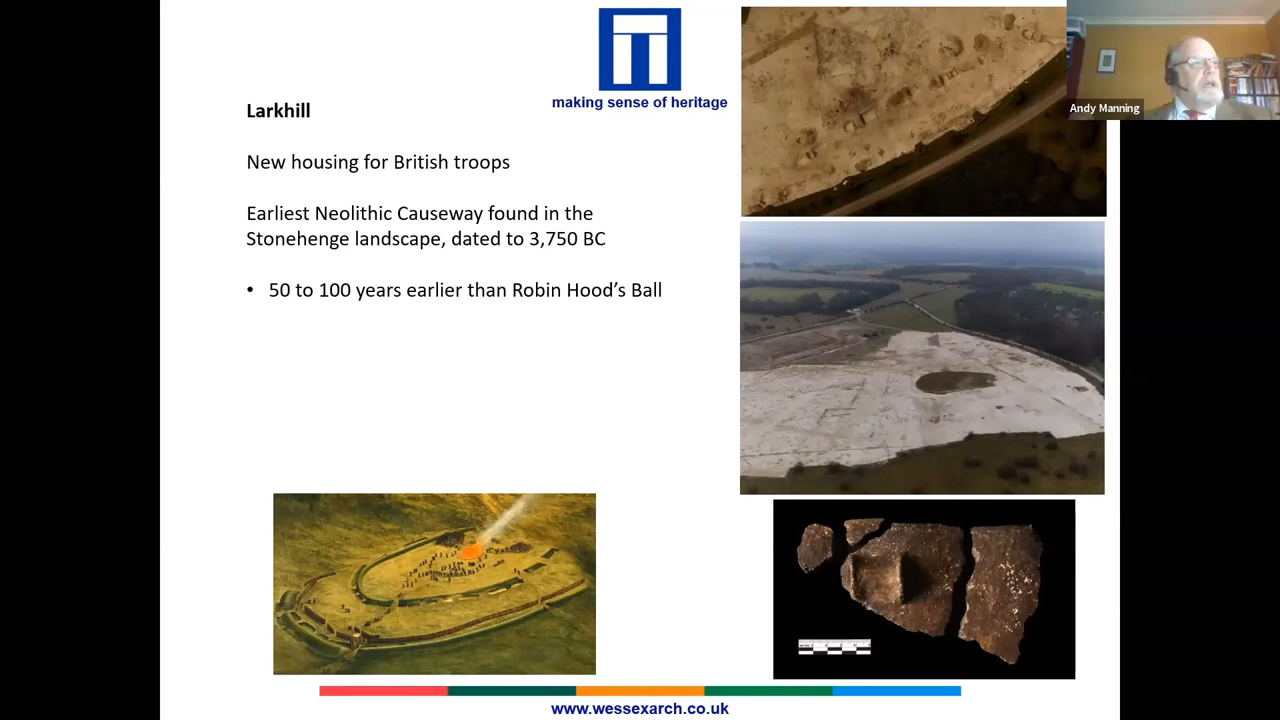 making sense of heritage
Andy Manning
Larkhill
New housing for British troops
Earliest Neolithic Causeway found in the
Stonehenge landscape, dated to 3,750 BC
• 50 to 100 years earlier than Robin Hood’s Ball
www.wessexarch.co.uk